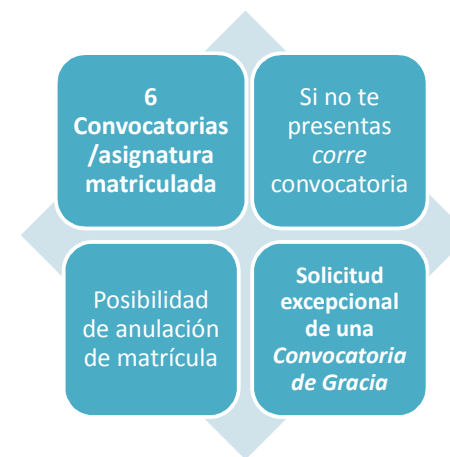 6
Convocatorias
/asignatura
matriculada
Si no te
presentas
corre
convocatoria
Posibilidad
de anulación
de matrícula
Solicitud
excepcional
de una
Convocatoria
de Gracia